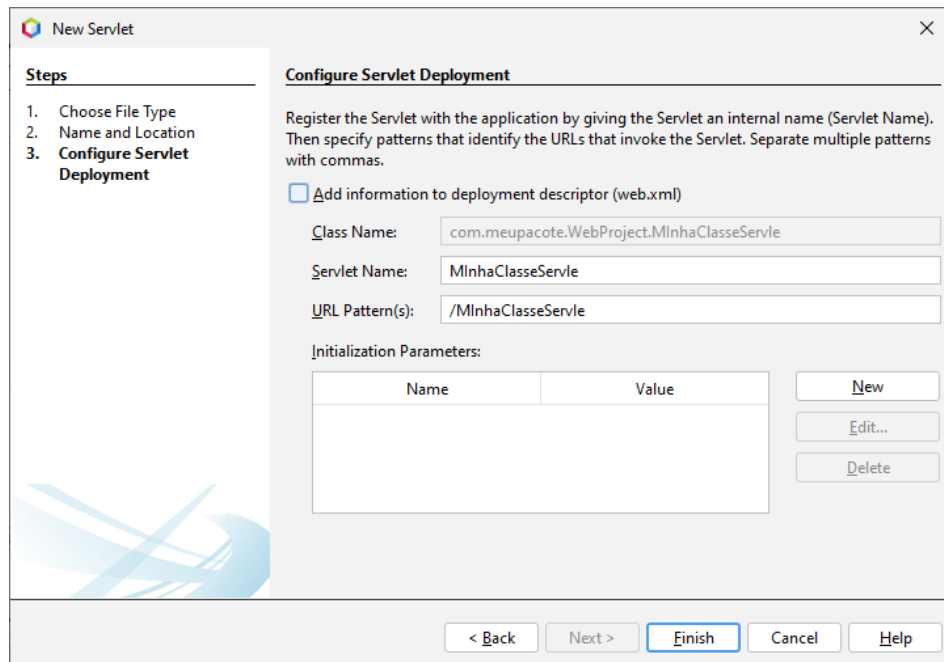 New Servlet
Steps
1. Choose File Type
2. Name and Location
3. Configure Servlet
Deployment
Configure Servlet Deployment
Register the Servlet with the application by giving the Servlet an internal name (Servlet Name).
Then specify patterns that identify the URLs that invoke the Servlet. Separate multiple patterns
with commas.
Add information to deployment descriptor (web.xml)
Class Name: com.meupacote.WebProject.MInhaClasseServle
Servlet Name: MInhaClasseServle
URL Pattern(s): /MInhaClasseServle
Initialization Parameters:
Name Value
New
Edit...
Delete
< Back Next > Finish Cancel Help